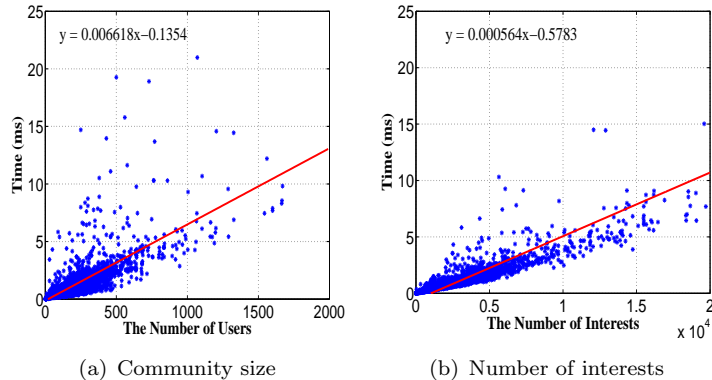 25
20
15
10
5
0
y = 0.006618x−0.1354
Time (ms)
0
500
1000
1500
2000
The Number of Users
(a) Community size
25
20
15
10
5
0
y = 0.000564x−0.5783
Time (ms)
0
0.5
1
1.5
2
x 10⁴
The Number of Interests
(b) Number of interests